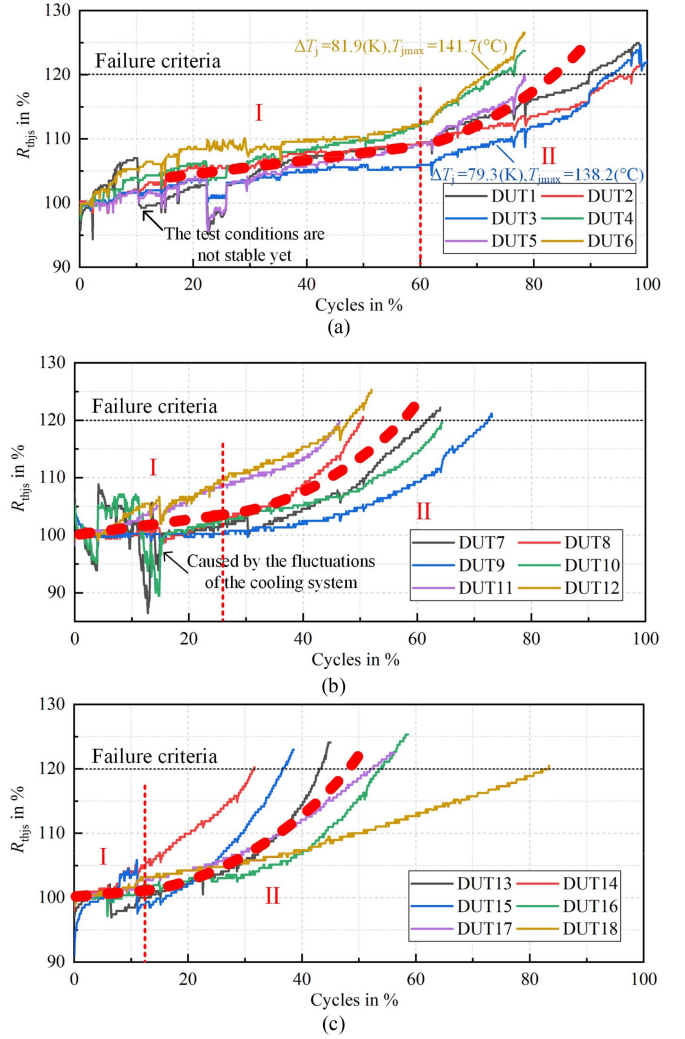 130
ΔTj=81.9(K),Tjmax=141.7(°C)
Failure criteria
120
I
110
Rthjs in %
II
ΔTj=79.3(K),Tjmax=138.2(°C)
100
DUT1 DUT2
DUT3 DUT4
DUT5 DUT6
The test conditions are
not stable yet
90
0 20 40 60 80 100
Cycles in %
(a)
130
Failure criteria
120
I
110
Rthjs in %
II
100
Caused by the fluctuations
of the cooling system
DUT7 DUT8
DUT9 DUT10
DUT11 DUT12
90
85
0 20 40 60 80 100
Cycles in %
(b)
130
Failure criteria
120
110
Rthjs in %
I
II
100
DUT13 DUT14
DUT15 DUT16
DUT17 DUT18
90
0 20 40 60 80 100
Cycles in %
(c)